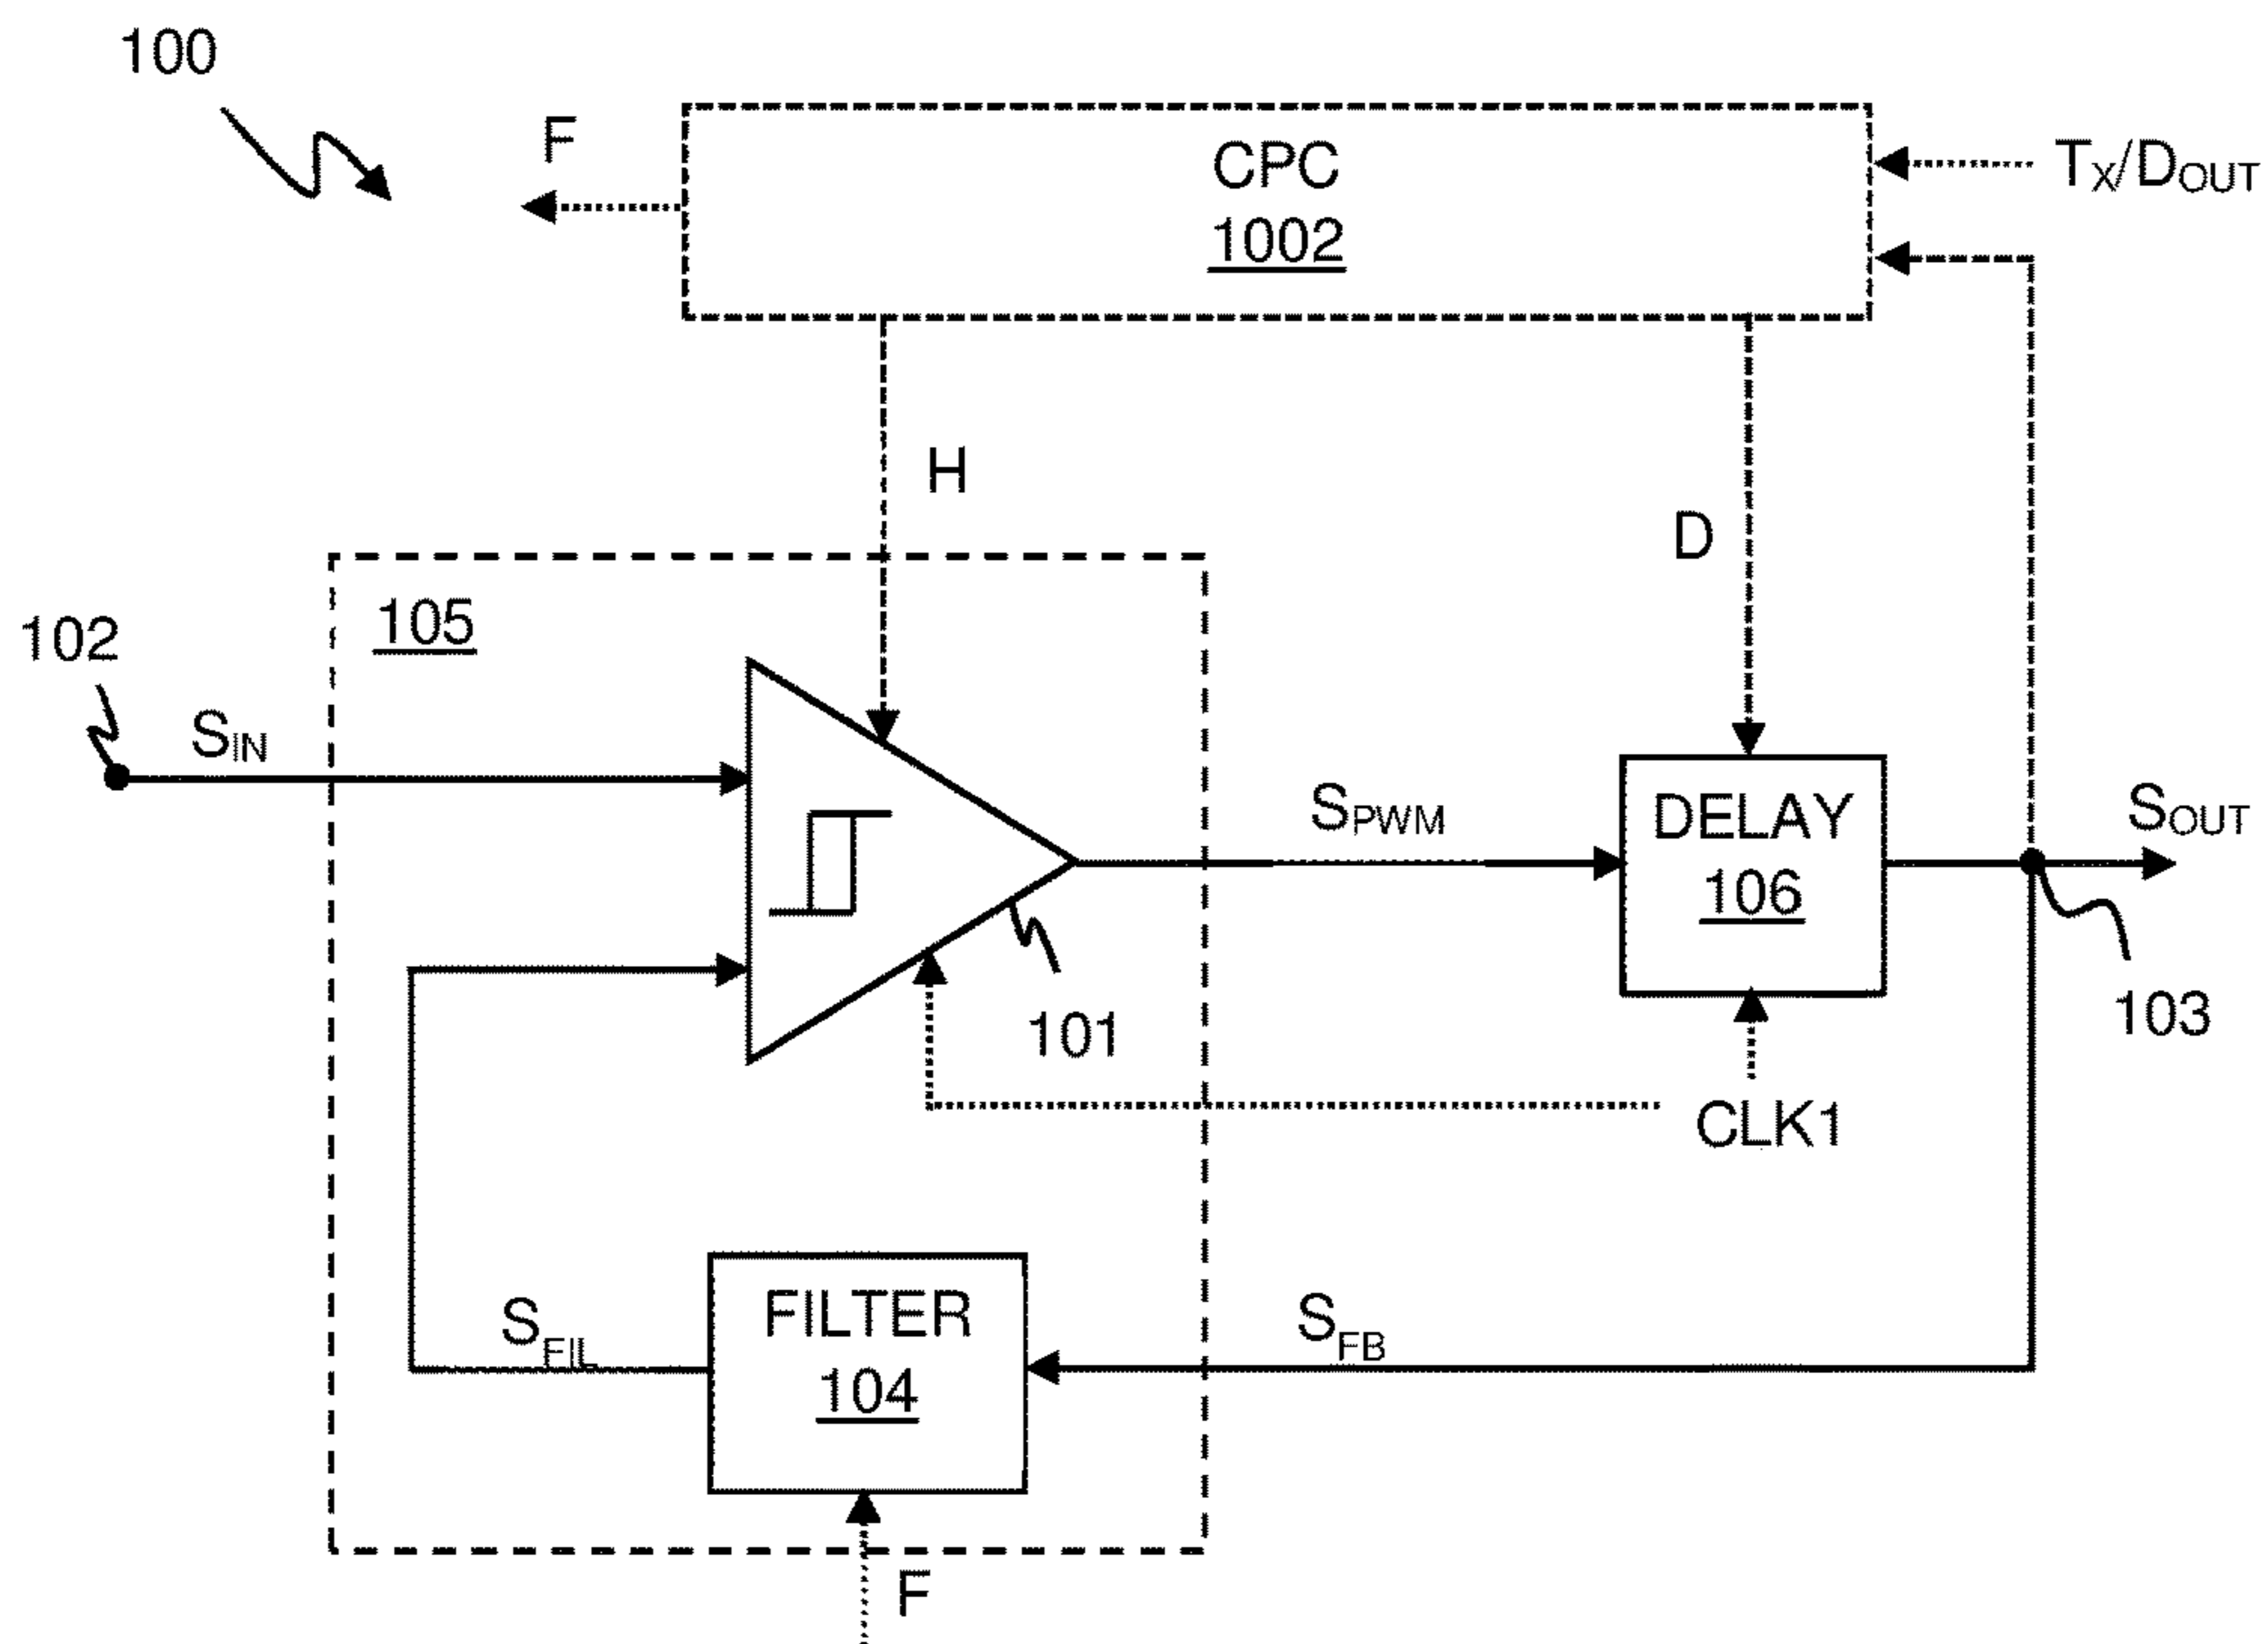 100
F
CPC
1002
TX/DOUT
H
D
105
102
SIN
SPWM
DELAY
106
SOUT
101
103
CLK1
FILTER
104
SFIL
SFB
F